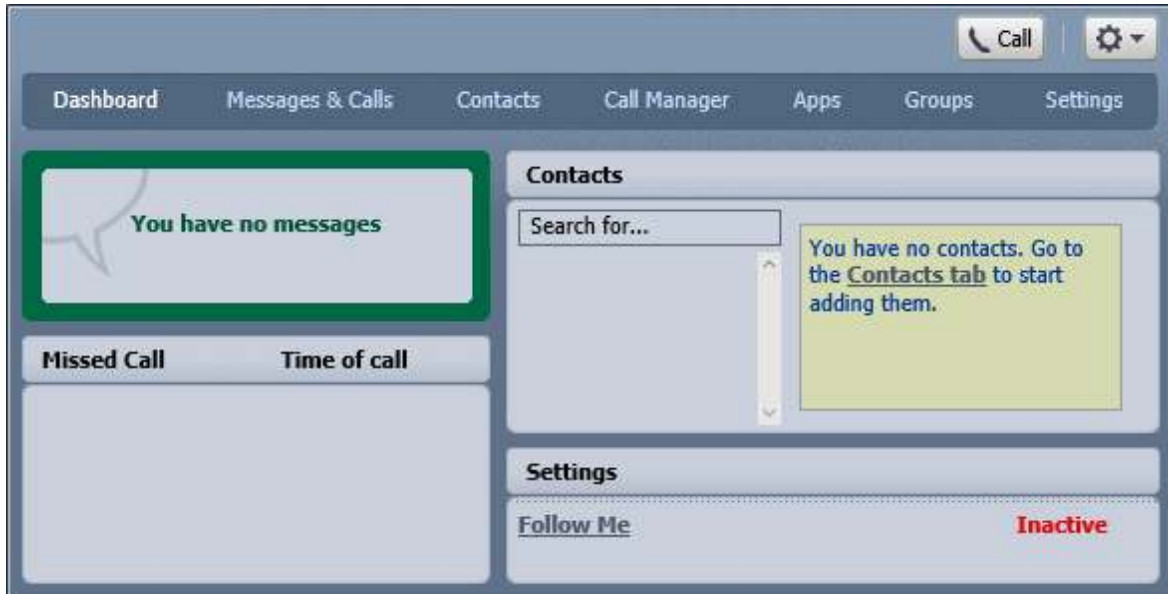 Call
Dashboard Messages & Calls Contacts Call Manager Apps Groups Settings
You have no messages
Missed Call Time of call
Contacts
Search for...
You have no contacts. Go to
the Contacts tab to start
adding them.
Settings
Follow Me Inactive